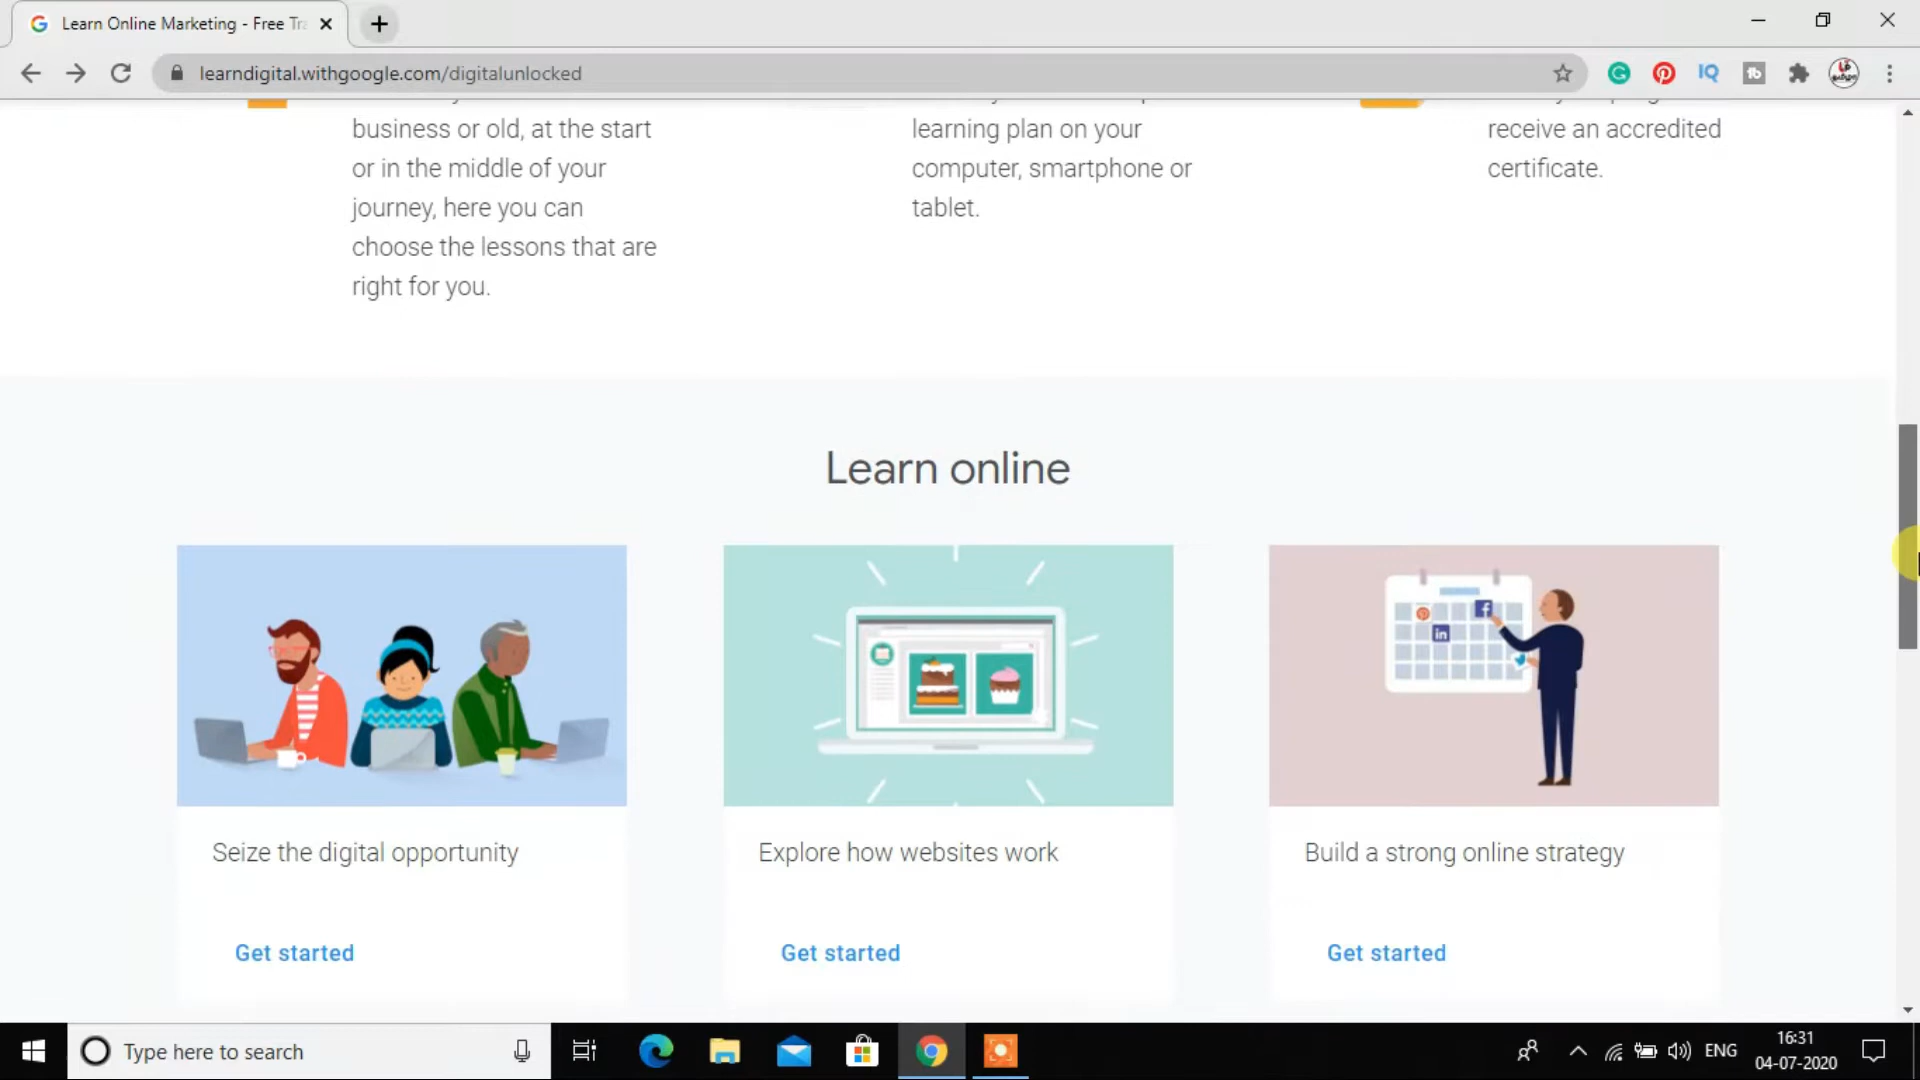 Learn Online Marketing - Free Tr
learndigital.withgoogle.com/digitalunlocked
business or old, at the start
or in the middle of your
journey, here you can
choose the lessons that are
right for you.
learning plan on your
computer, smartphone or
tablet.
receive an accredited
certificate.
Learn online
Seize the digital opportunity
Get started
Explore how websites work
Get started
Build a strong online strategy
Get started
Type here to search
ENG
16:31
04-07-2020